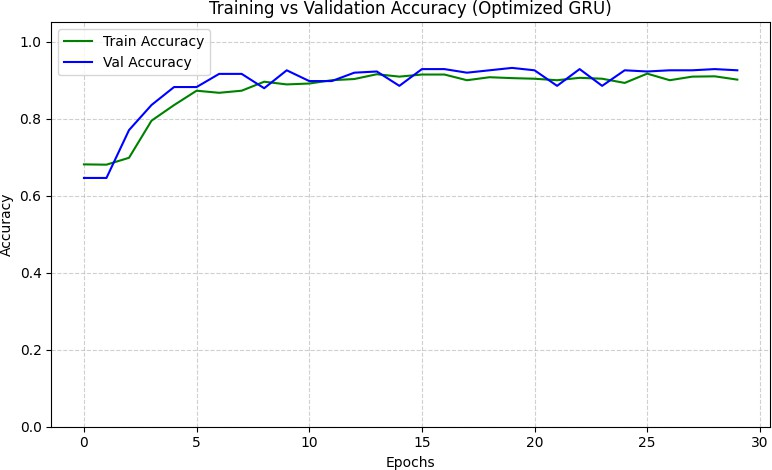 Training vs Validation Accuracy (Optimized GRU)
Train Accuracy
Val Accuracy
1.0
0.8
0.6
0.4
0.2
0.0
Accuracy
0 5 10 15 20 25 30
Epochs